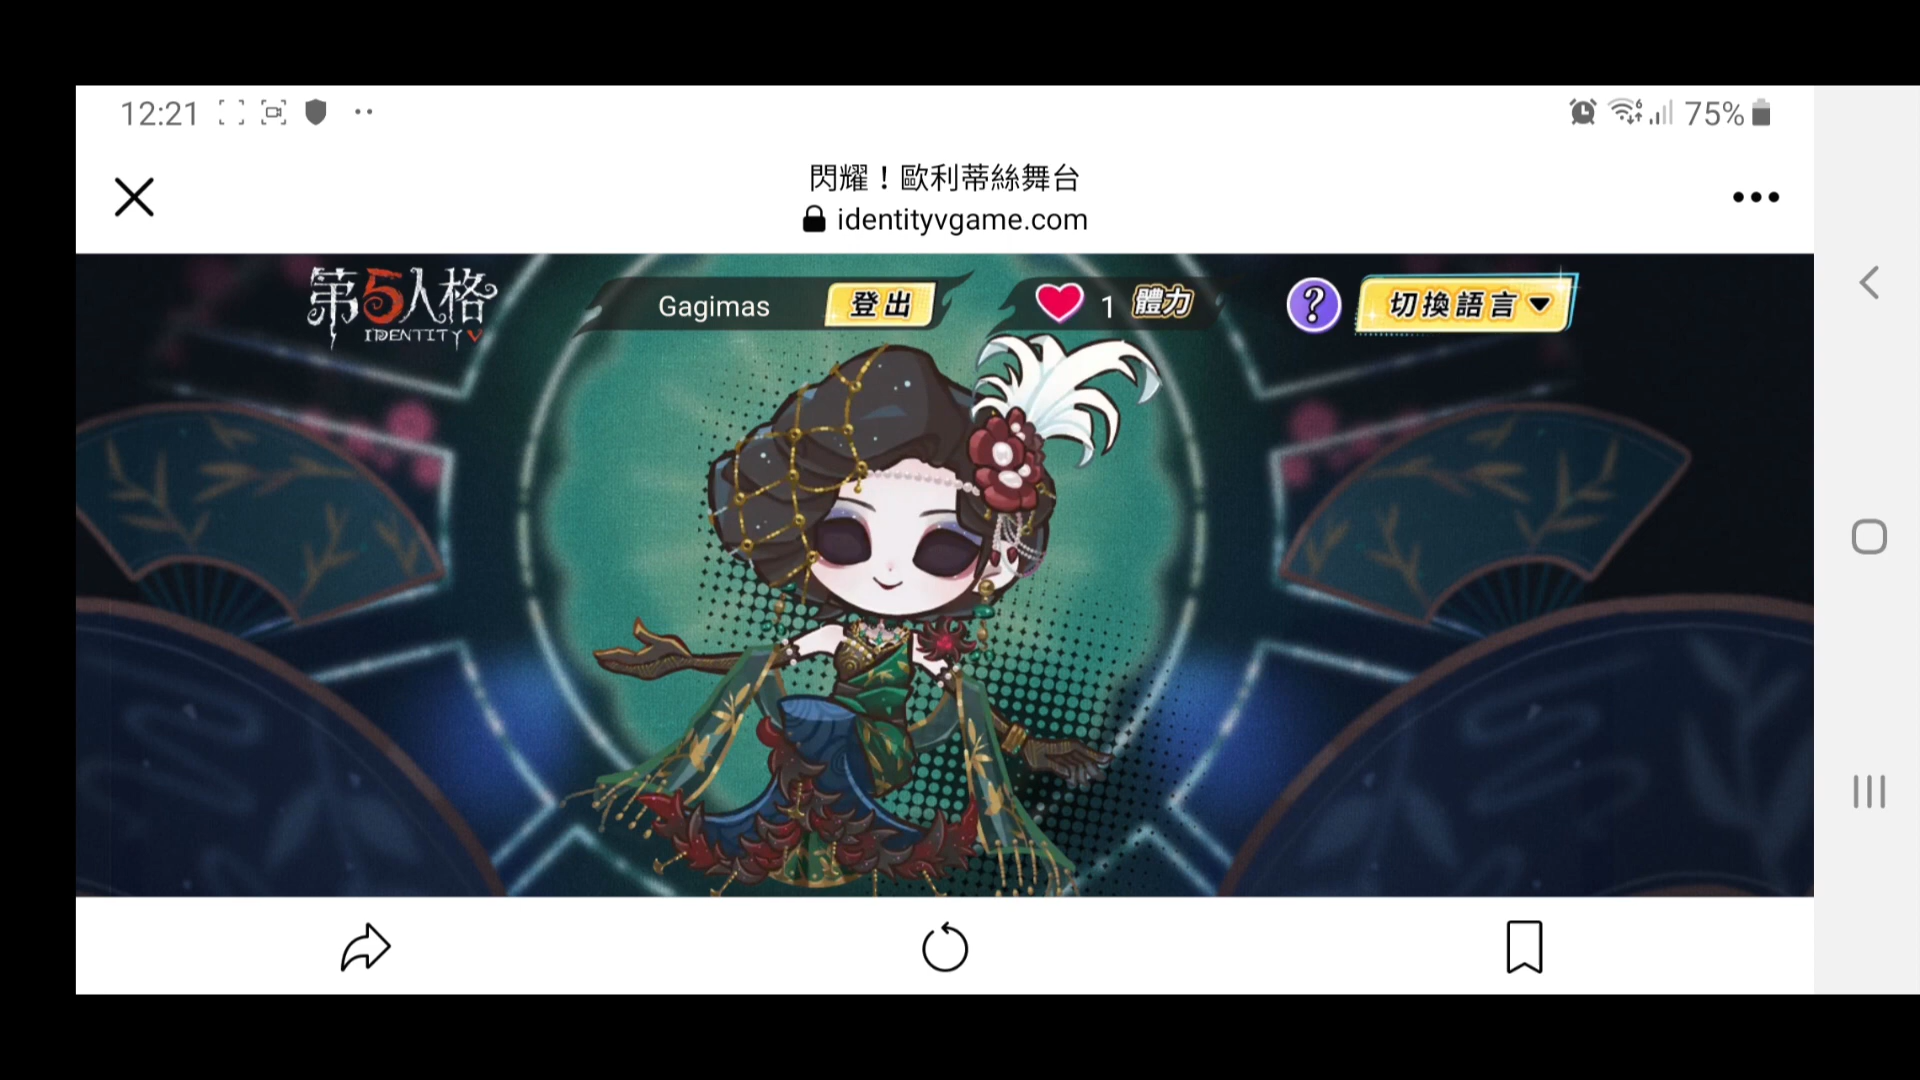 12:21
75%
閃耀！歐利蒂絲舞台
identityvgame.com
第5人格
IDENTITY V
Gagimas
登出
1 體力
?
切換語言